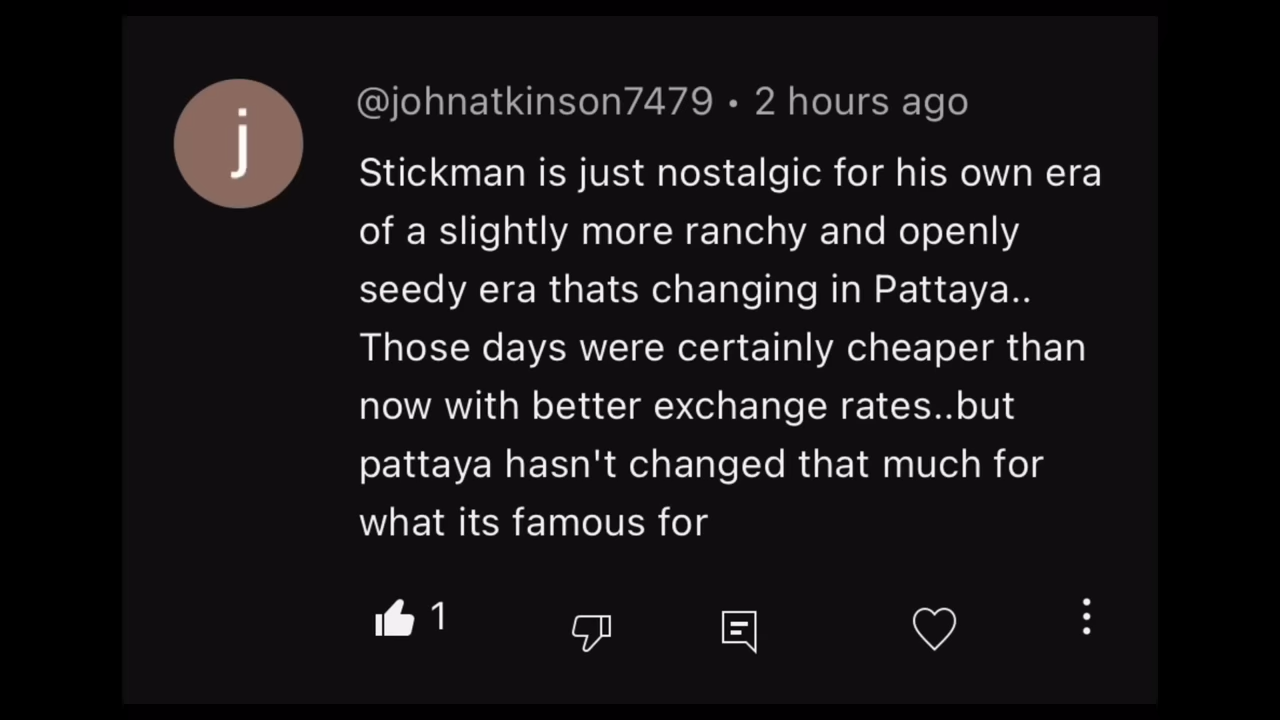 j
@johnatkinson7479 • 2 hours ago
Stickman is just nostalgic for his own era
of a slightly more ranchy and openly
seedy era thats changing in Pattaya..
Those days were certainly cheaper than
now with better exchange rates..but
pattaya hasn't changed that much for
what its famous for
1